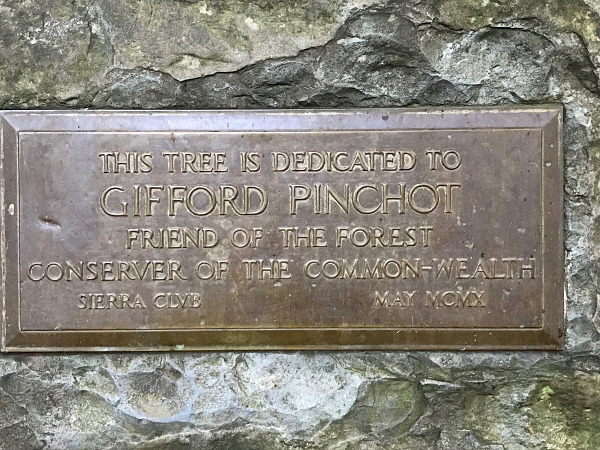 THIS TREE IS DEDICATED TO
GIFFORD PINCHOT
FRIEND OF THE FOREST
CONSERVER OF THE COMMON-WEALTH
SIERRA CLVB MAY MCMX